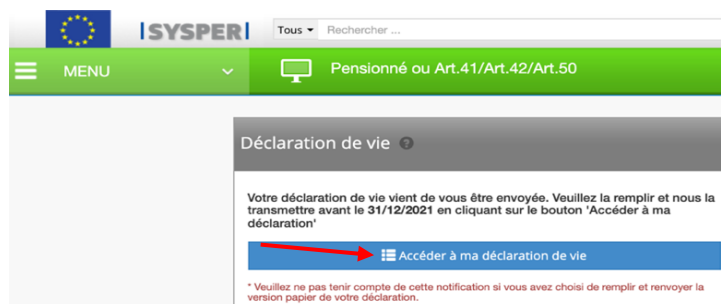 SYSPER Tous Rechercher ...
MENU Pensionné ou Art.41/Art.42/Art.50
Déclaration de vie ?
Votre déclaration de vie vient de vous être envoyée. Veuillez la remplir et nous la
transmettre avant le 31/12/2021 en cliquant sur le bouton 'Accéder à ma
déclaration'
Accéder à ma déclaration de vie
* Veuillez ne pas tenir compte de cette notification si vous avez choisi de remplir et renvoyer la
version papier de votre déclaration.